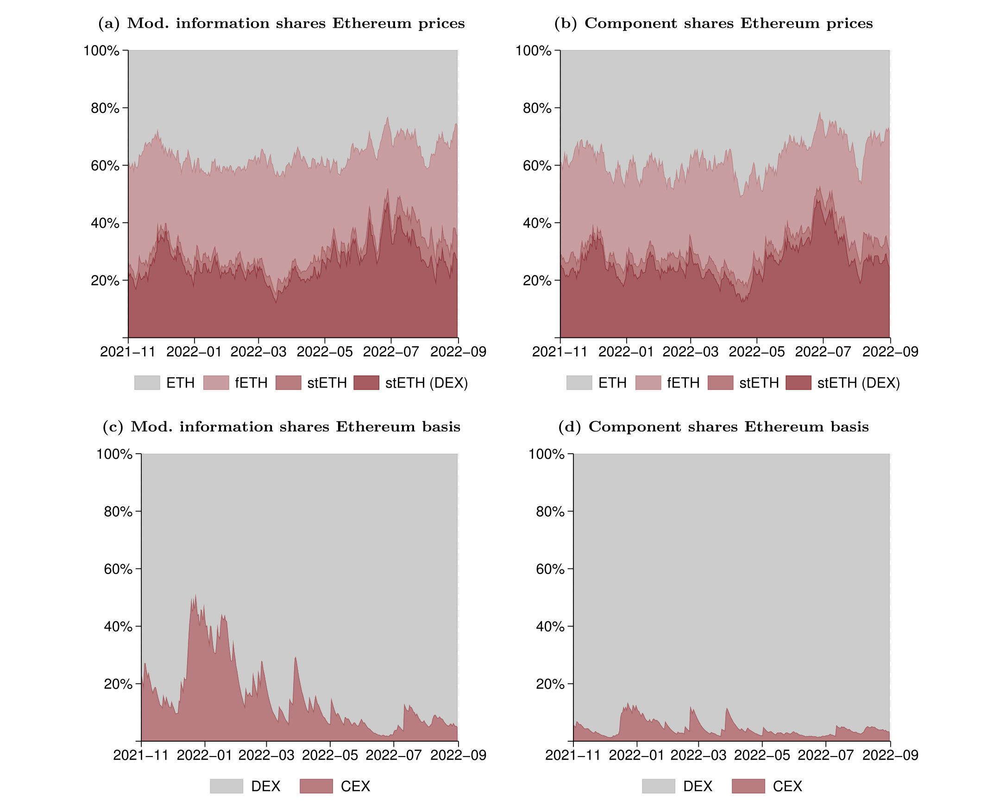 (a) Mod. information shares Ethereum prices
100%
80%
60%
40%
20%
2021–11 2022–01 2022–03 2022–05 2022–07 2022–09
ETH fETH stETH stETH (DEX)
(b) Component shares Ethereum prices
100%
80%
60%
40%
20%
2021–11 2022–01 2022–03 2022–05 2022–07 2022–09
ETH fETH stETH stETH (DEX)
(c) Mod. information shares Ethereum basis
100%
80%
60%
40%
20%
2021–11 2022–01 2022–03 2022–05 2022–07 2022–09
DEX CEX
(d) Component shares Ethereum basis
100%
80%
60%
40%
20%
2021–11 2022–01 2022–03 2022–05 2022–07 2022–09
DEX CEX